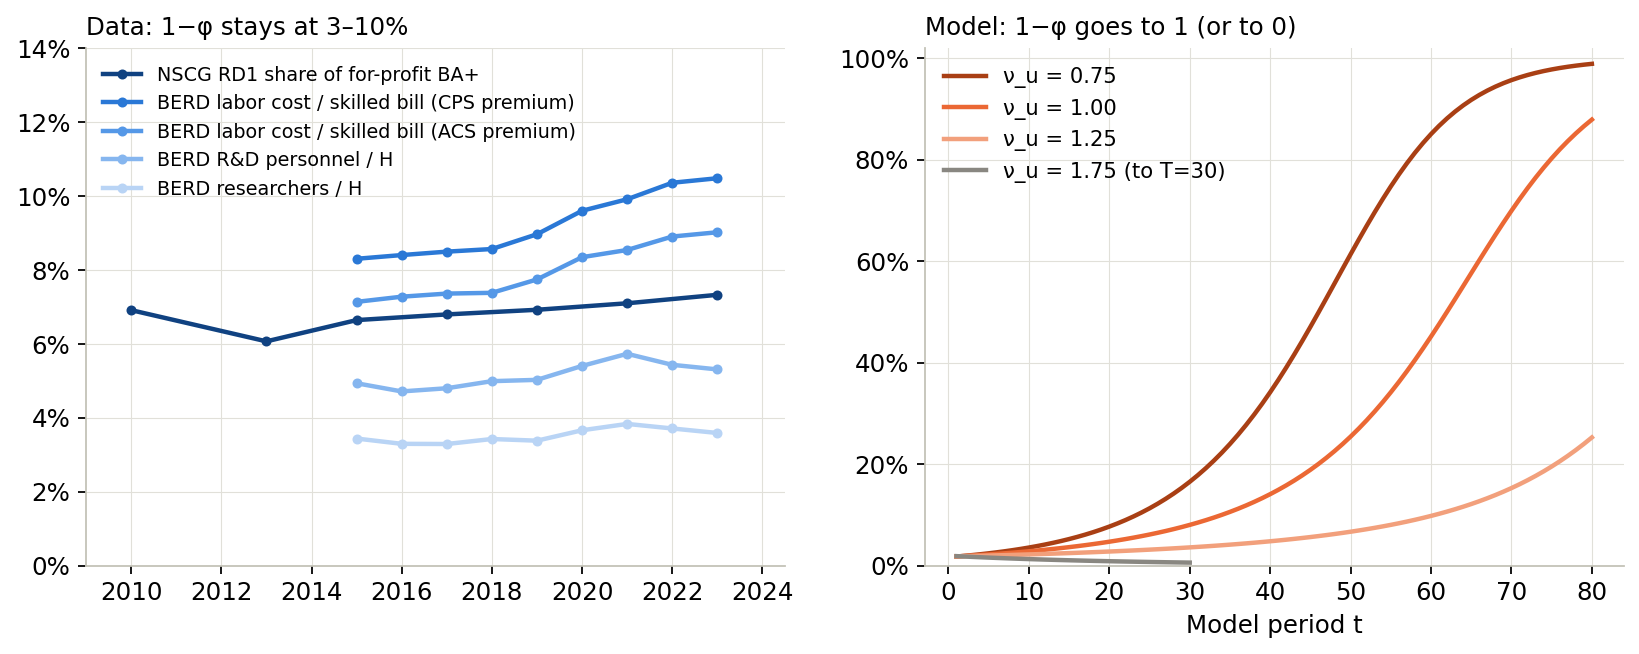 Data: 1−φ stays at 3–10%
14%
12%
10%
8%
6%
4%
2%
0%
NSCG RD1 share of for-profit BA+
BERD labor cost / skilled bill (CPS premium)
BERD labor cost / skilled bill (ACS premium)
BERD R&D personnel / H
BERD researchers / H
2010 2012 2014 2016 2018 2020 2022 2024
Model: 1−φ goes to 1 (or to 0)
100%
80%
60%
40%
20%
0%
ν_u = 0.75
ν_u = 1.00
ν_u = 1.25
ν_u = 1.75 (to T=30)
0 10 20 30 40 50 60 70 80
Model period t